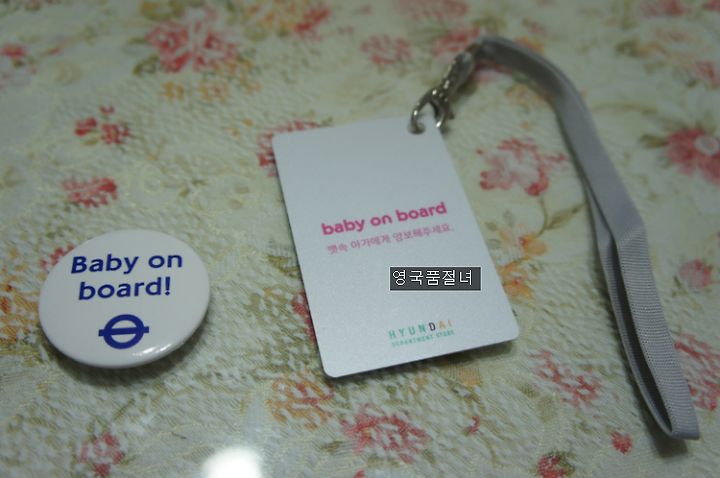 Baby on
board!
baby on board
뱃속 아가에게 양보해주세요.
영국품절녀
HYUNDAI
DEPARTMENT STORE